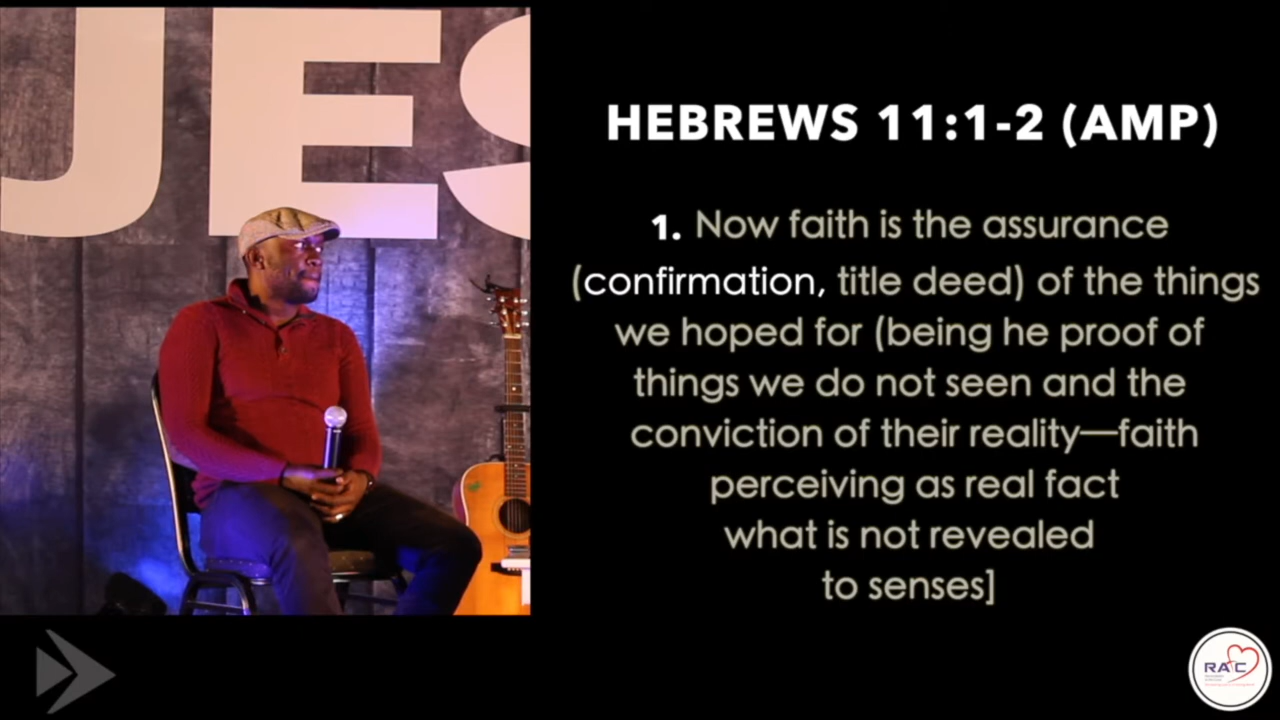 JES
HEBREWS 11:1-2 (AMP)
1. Now faith is the assurance
(confirmation, title deed) of the things
we hoped for (being he proof of
things we do not seen and the
conviction of their reality—faith
perceiving as real fact
what is not revealed
to senses]